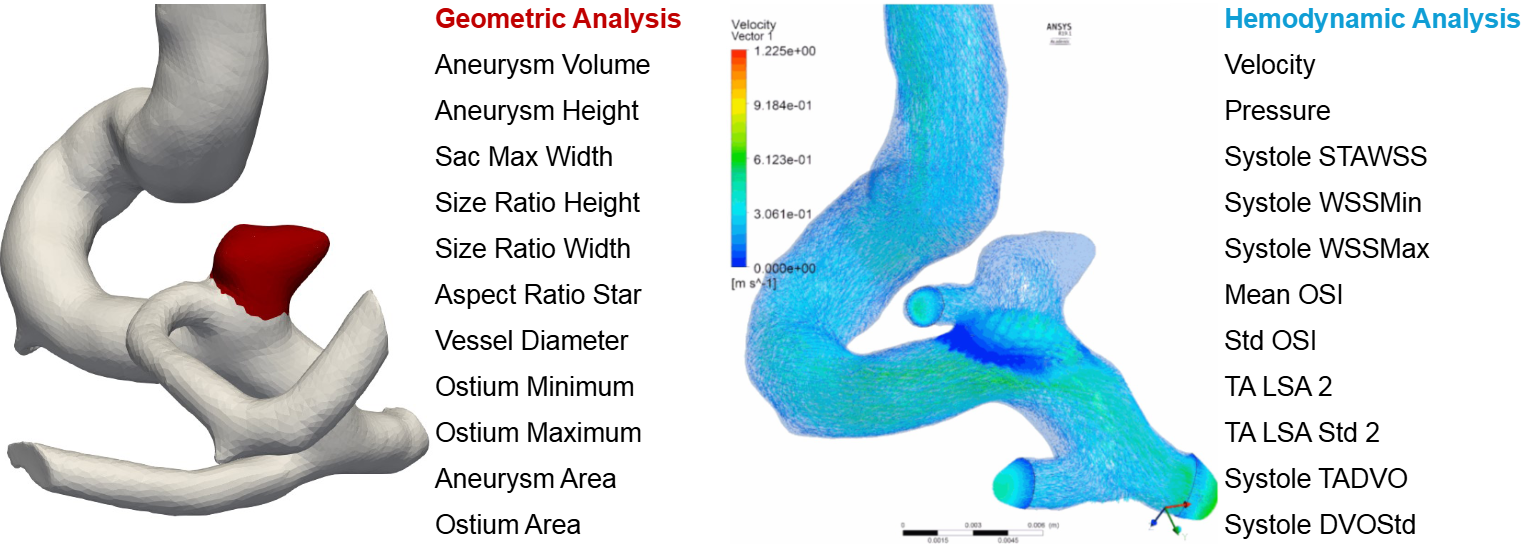 Geometric Analysis
Aneurysm Volume
Aneurysm Height
Sac Max Width
Size Ratio Height
Size Ratio Width
Aspect Ratio Star
Vessel Diameter
Ostium Minimum
Ostium Maximum
Aneurysm Area
Ostium Area
Velocity
Vector 1
1.225e+00
9.184e-01
6.123e-01
3.061e-01
0.000e+00
[m s^-1]
ANSYS
0 0.003 0.006 (m)
0.0015 0.0045
Hemodynamic Analysis
Velocity
Pressure
Systole STAWSS
Systole WSSMin
Systole WSSMax
Mean OSI
Std OSI
TA LSA 2
TA LSA Std 2
Systole TADVO
Systole DVOStd